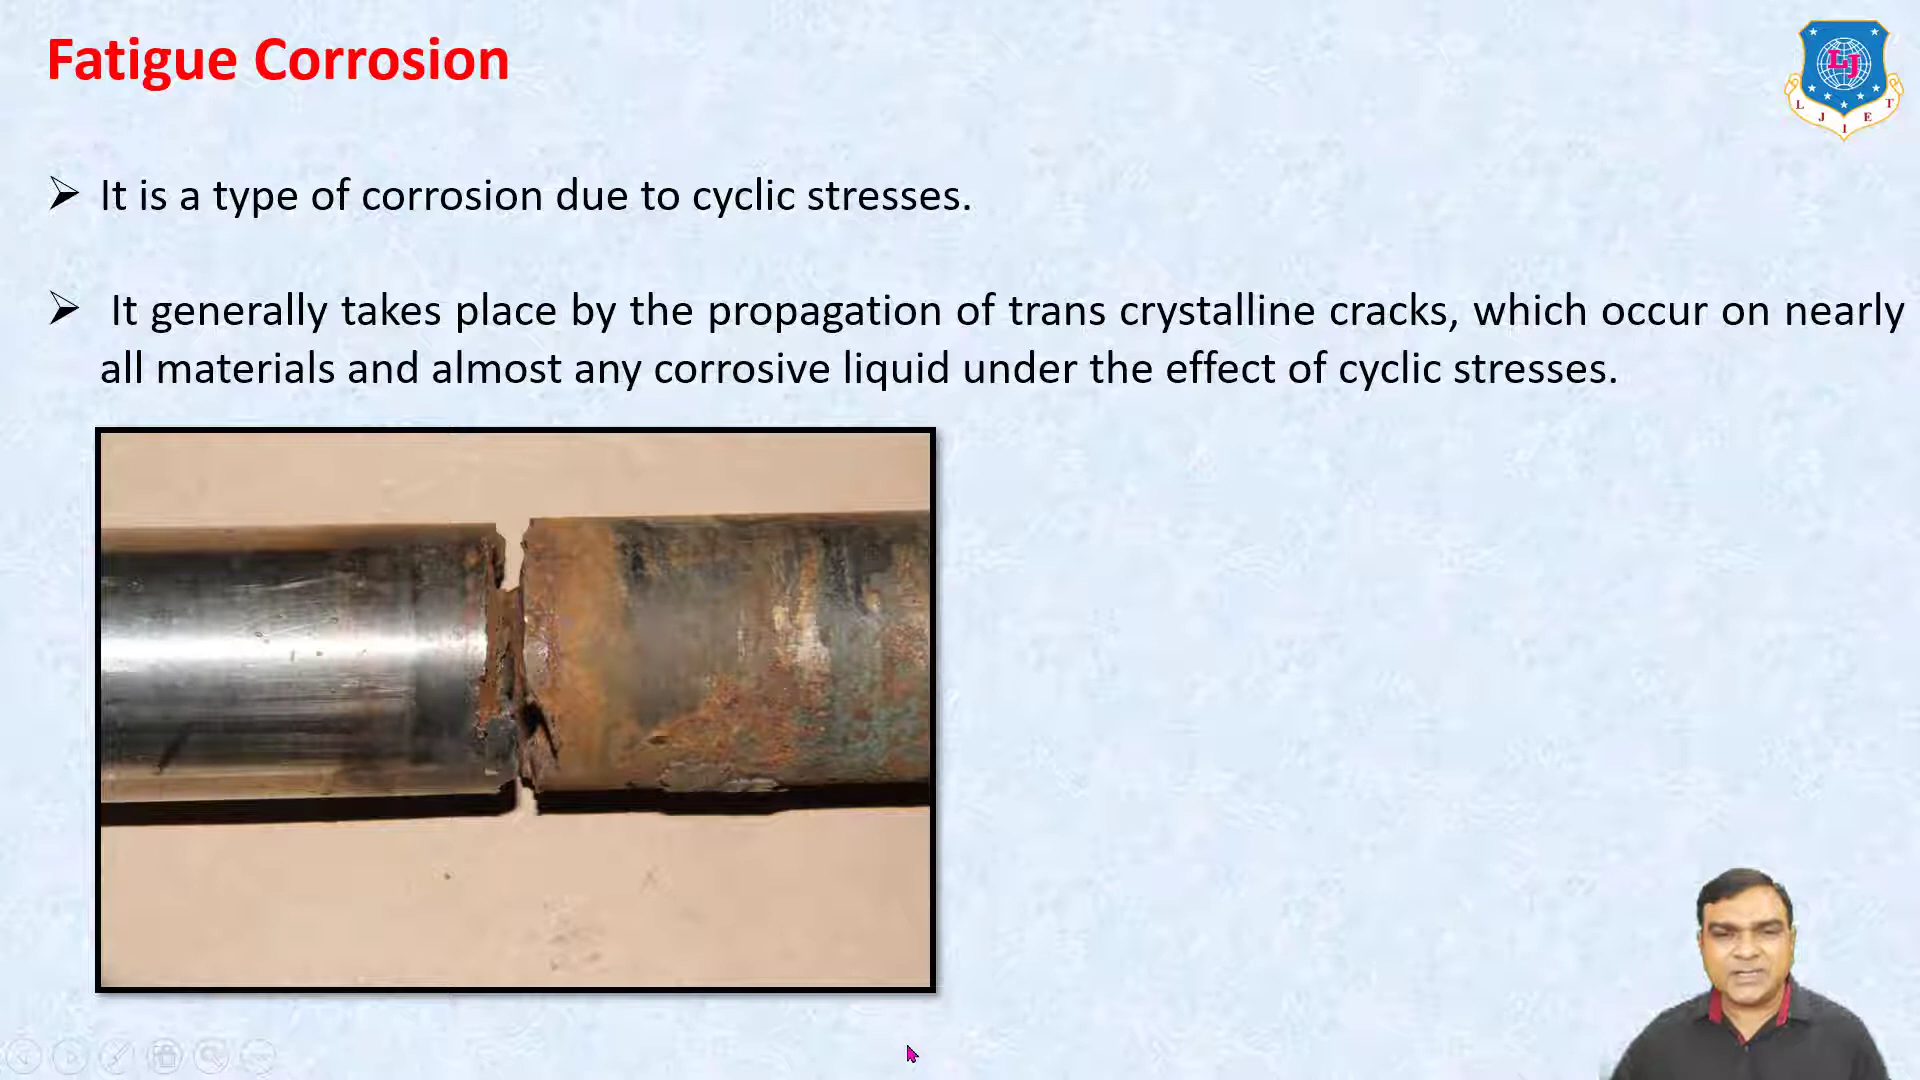 Fatigue Corrosion
It is a type of corrosion due to cyclic stresses.
It generally takes place by the propagation of trans crystalline cracks, which occur on nearly
all materials and almost any corrosive liquid under the effect of cyclic stresses.
LJ
L J I E T